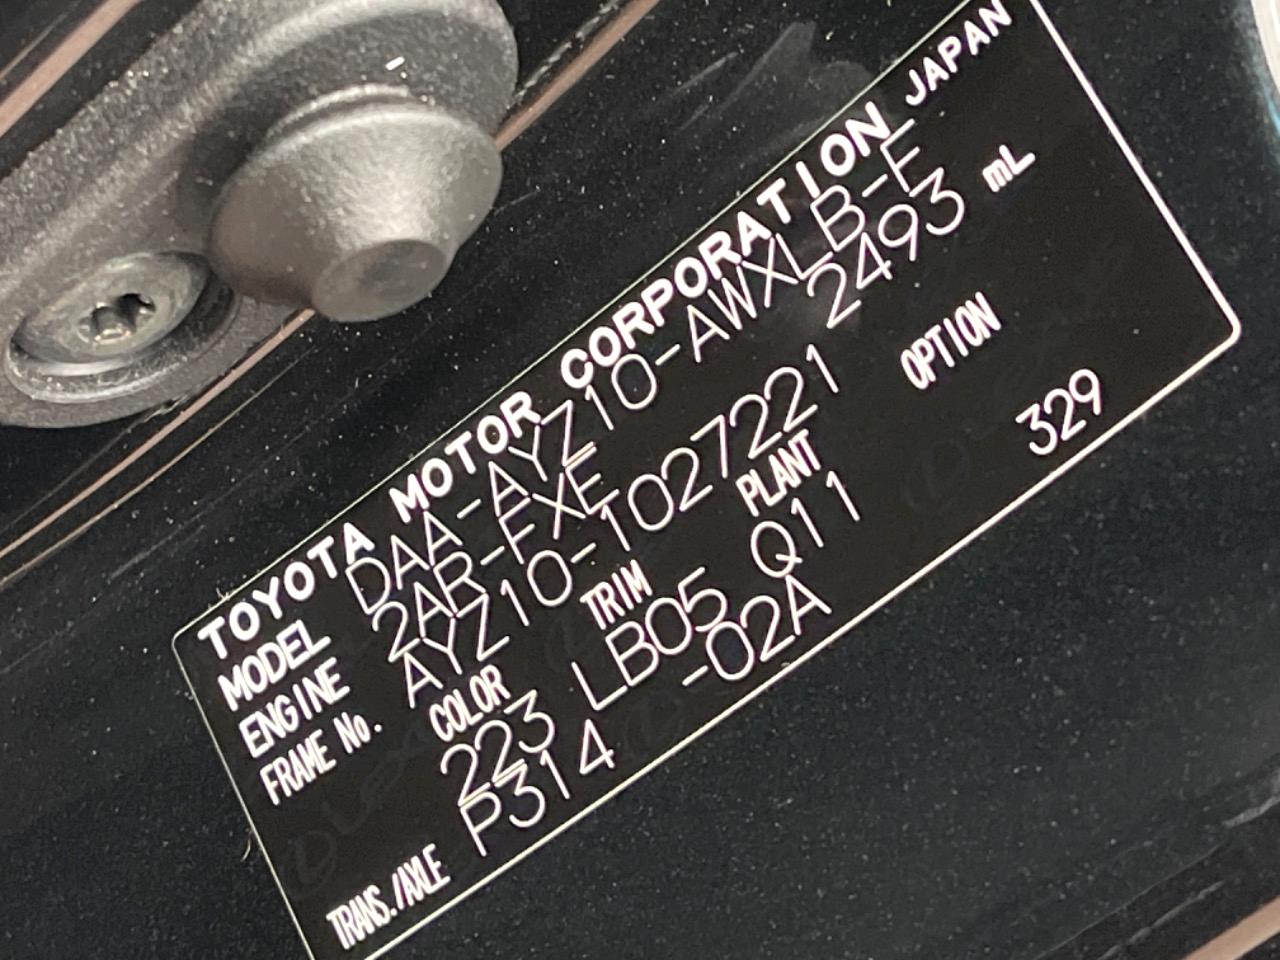 TOYOTA MOTOR CORPORATION JAPAN
MODEL DAA-AYZ10-AWXLB-F
ENGINE 2AR-FXE 2493 mL
FRAME No. AYZ10-1027221
COLOR TRIM PLANT OPTION
223 LB05 Q11 329
TRANS./AXLE P314 -02A